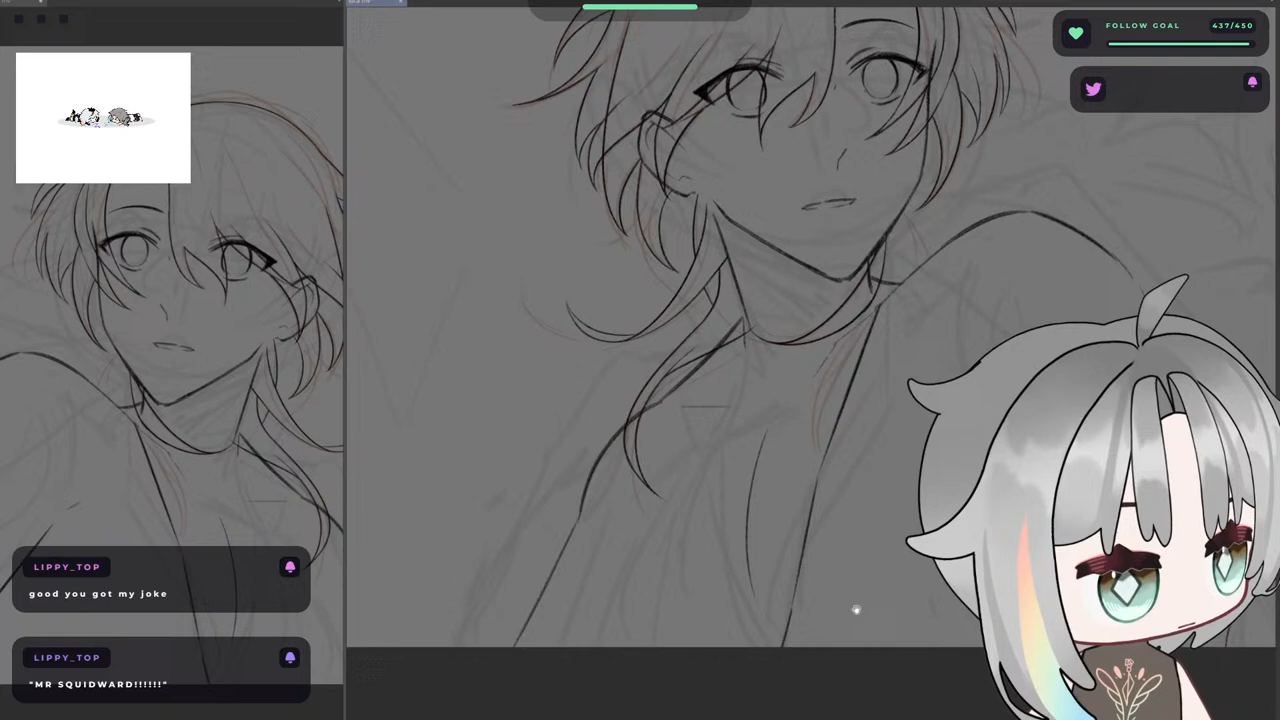 FOLLOW GOAL
437/450
LIPPY_TOP
good you got my joke
LIPPY_TOP
"MR SQUIDWARD!!!!!!"